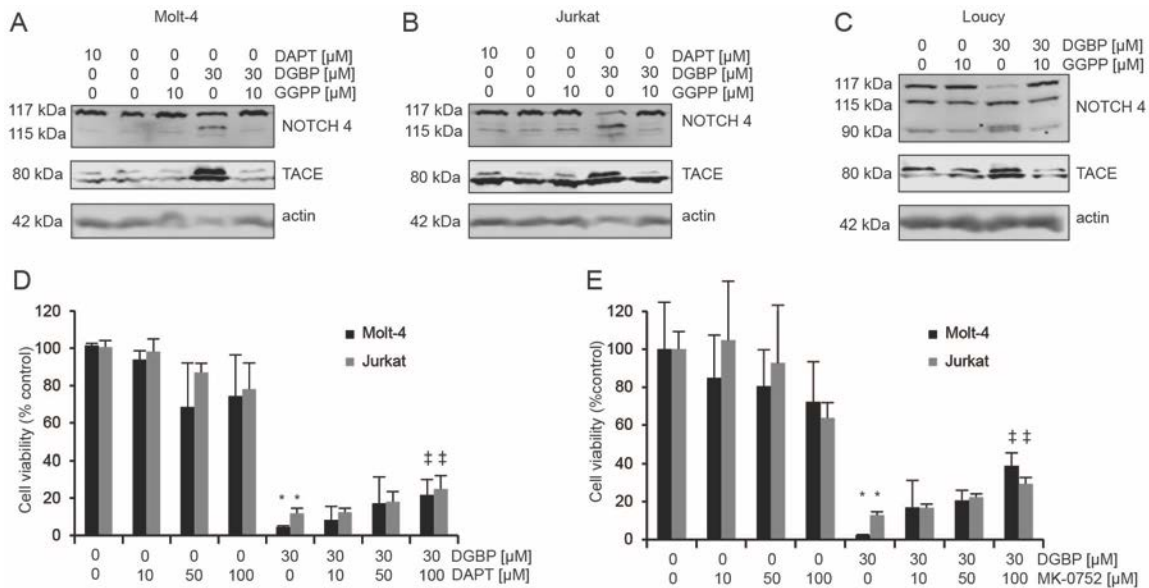 A Molt-4
10 0 0 0 0 DAPT [µM]
0 0 0 30 30 DGBP [µM]
0 0 10 0 10 GGPP [µM]
117 kDa
115 kDa
NOTCH 4
80 kDa
TACE
42 kDa
actin
B Jurkat
10 0 0 0 0 DAPT [µM]
0 0 0 30 30 DGBP [µM]
0 0 10 0 10 GGPP [µM]
117 kDa
115 kDa
NOTCH 4
80 kDa
TACE
42 kDa
actin
C Loucy
0 0 30 30 DGBP [µM]
0 10 0 10 GGPP [µM]
117 kDa
115 kDa
90 kDa
NOTCH 4
80 kDa
TACE
42 kDa
actin
D
Cell viability (% control)
120
100
80
60
40
20
0
Molt-4
Jurkat
* *
‡ ‡
0 0 0 0 30 30 30 30 DGBP [µM]
0 10 50 100 0 10 50 100 DAPT [µM]
E
Cell viability (%control)
120
100
80
60
40
20
0
Molt-4
Jurkat
* *
‡ ‡
0 0 0 0 30 30 30 30 DGBP [µM]
0 10 50 100 0 10 50 100 MK-0752 [µM]